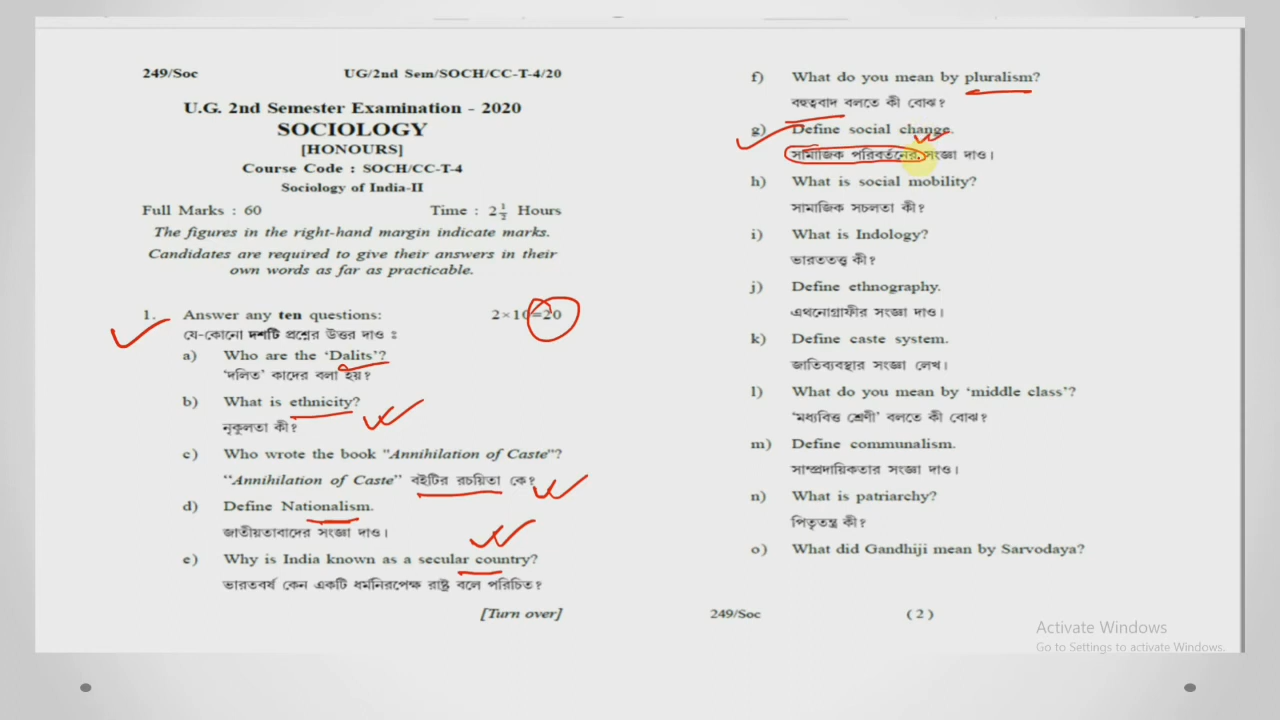 249/Soc UG/2nd Sem/SOCH/CC-T-4/20
U.G. 2nd Semester Examination - 2020
SOCIOLOGY
[HONOURS]
Course Code : SOCH/CC-T-4
Sociology of India-II
Full Marks : 60 Time : 2 1/2 Hours
The figures in the right-hand margin indicate marks.
Candidates are required to give their answers in their
own words as far as practicable.
1. Answer any ten questions: 2×10=20
যে-কোনো দশটি প্রশ্নের উত্তর দাও ঃ
a) Who are the ‘Dalits’?
‘দলিত’ কাদের বলা হয়?
b) What is ethnicity?
নৃকুলতা কী?
c) Who wrote the book "Annihilation of Caste"?
“Annihilation of Caste” বইটির রচয়িতা কে?
d) Define Nationalism.
জাতীয়তাবাদের সংজ্ঞা দাও।
e) Why is India known as a secular country?
ভারতবর্ষ কেন একটি ধর্মনিরপেক্ষ রাষ্ট্র বলে পরিচিত?
[Turn over]
f) What do you mean by pluralism?
বহুত্ববাদ বলতে কী বোঝ?
g) Define social change.
সামাজিক পরিবর্তনের সংজ্ঞা দাও।
h) What is social mobility?
সামাজিক সচলতা কী?
i) What is Indology?
ভারততত্ত্ব কী?
j) Define ethnography.
এথনোগ্রাফীর সংজ্ঞা দাও।
k) Define caste system.
জাতিব্যবস্থার সংজ্ঞা লেখ।
l) What do you mean by ‘middle class’?
‘মধ্যবিত্ত শ্রেণী’ বলতে কী বোঝ?
m) Define communalism.
সাম্প্রদায়িকতার সংজ্ঞা দাও।
n) What is patriarchy?
পিতৃতন্ত্র কী?
o) What did Gandhiji mean by Sarvodaya?
249/Soc (2)
Activate Windows
Go to Settings to activate Windows.